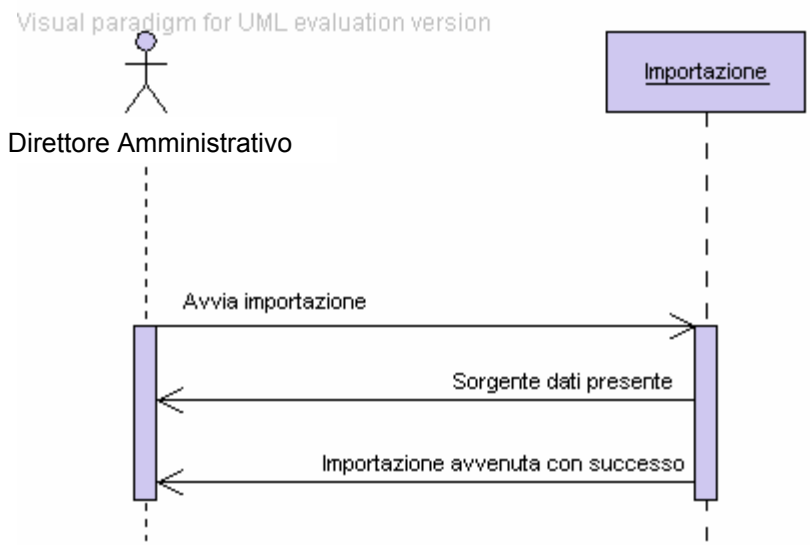 Visual paradigm for UML evaluation version
Importazione
Direttore Amministrativo
Avvia importazione
Sorgente dati presente
Importazione avvenuta con successo